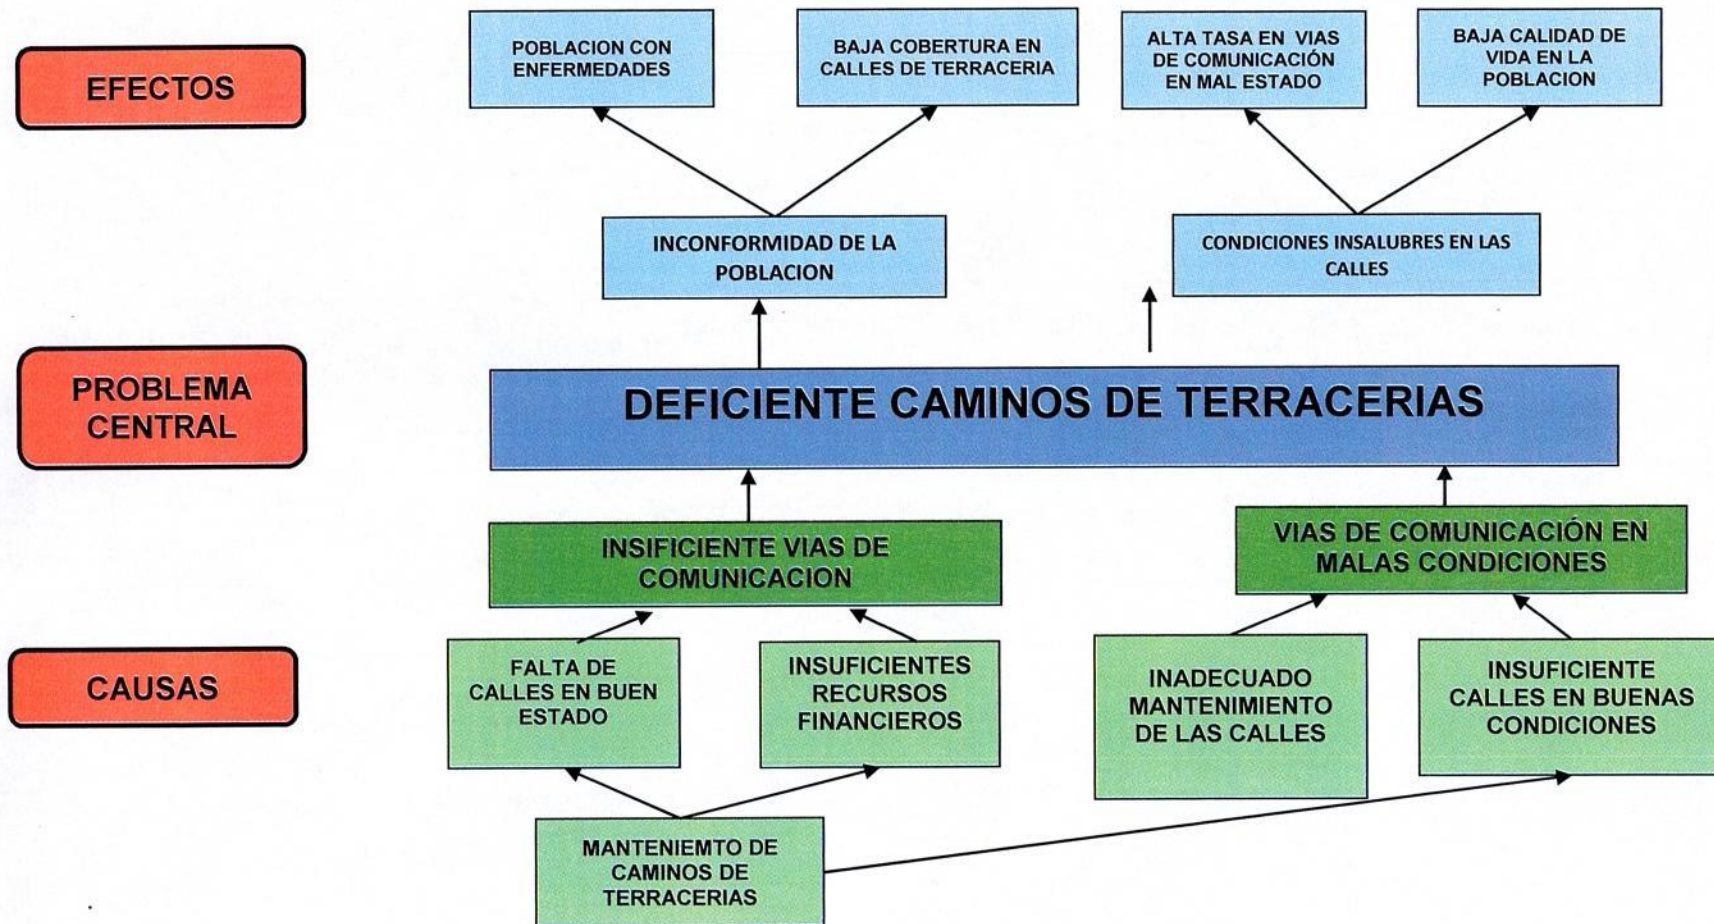 EFECTOS
POBLACION CON
ENFERMEDADES
BAJA COBERTURA EN
CALLES DE TERRACERIA
ALTA TASA EN VIAS
DE COMUNICACIÓN
EN MAL ESTADO
BAJA CALIDAD DE
VIDA EN LA
POBLACION
INCONFORMIDAD DE LA
POBLACION
CONDICIONES INSALUBRES EN LAS
CALLES
PROBLEMA
CENTRAL
DEFICIENTE CAMINOS DE TERRACERIAS
INSIFICIENTE VIAS DE
COMUNICACION
VIAS DE COMUNICACIÓN EN
MALAS CONDICIONES
CAUSAS
FALTA DE
CALLES EN BUEN
ESTADO
INSUFICIENTES
RECURSOS
FINANCIEROS
INADECUADO
MANTENIMIENTO
DE LAS CALLES
INSUFICIENTE
CALLES EN BUENAS
CONDICIONES
MANTENIEMTO DE
CAMINOS DE
TERRACERIAS